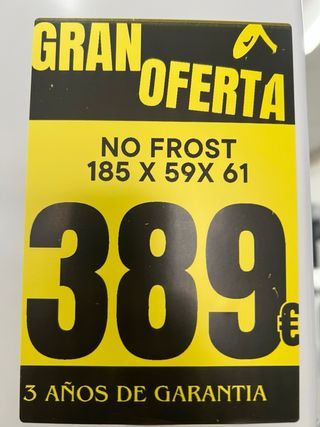 GRAN
OFERTA
NO FROST
185 X 59X 61
389€
3 AÑOS DE GARANTIA